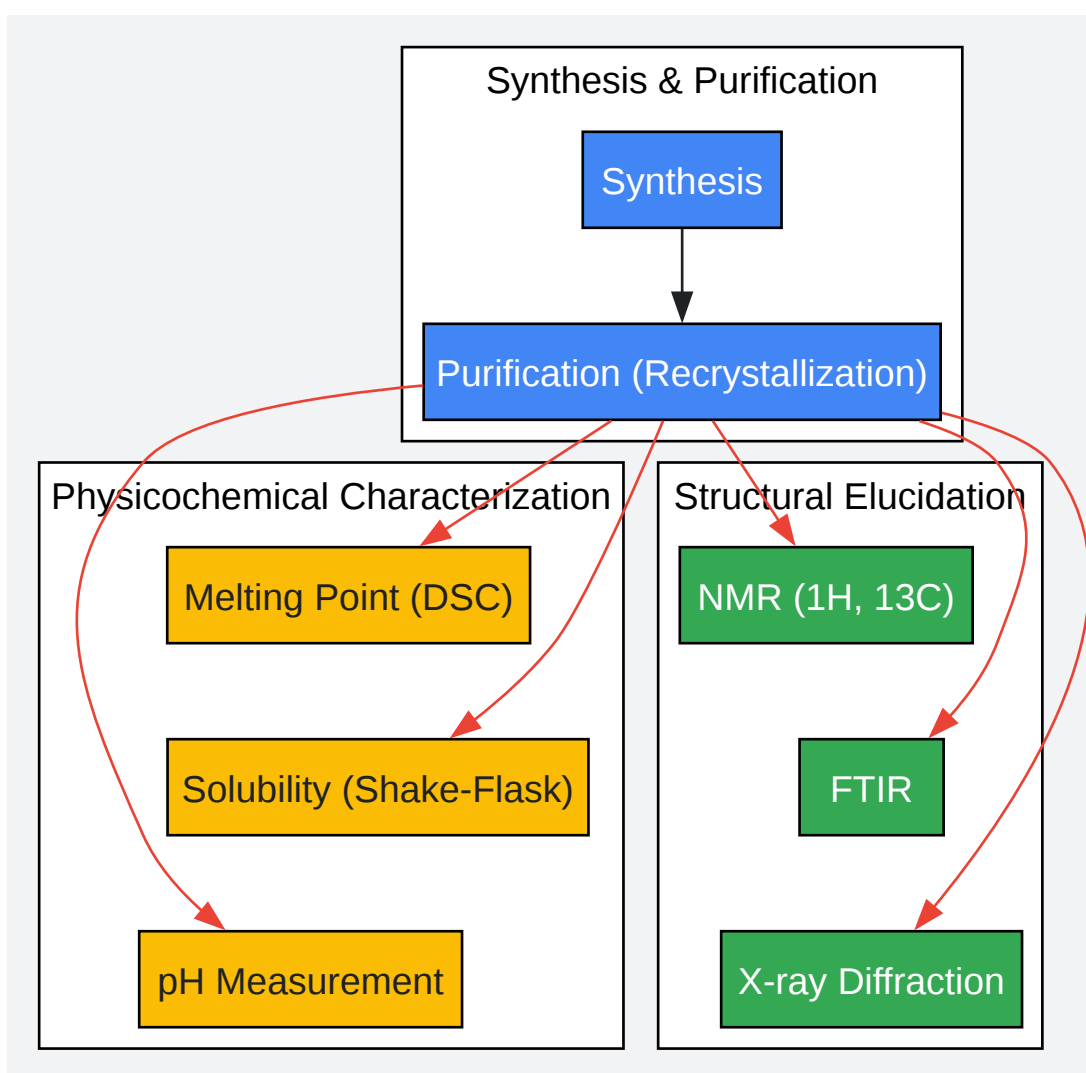 Synthesis & Purification
Synthesis
Purification (Recrystallization)
Physicochemical Characterization
Melting Point (DSC)
Solubility (Shake-Flask)
pH Measurement
Structural Elucidation
NMR (1H, 13C)
FTIR
X-ray Diffraction